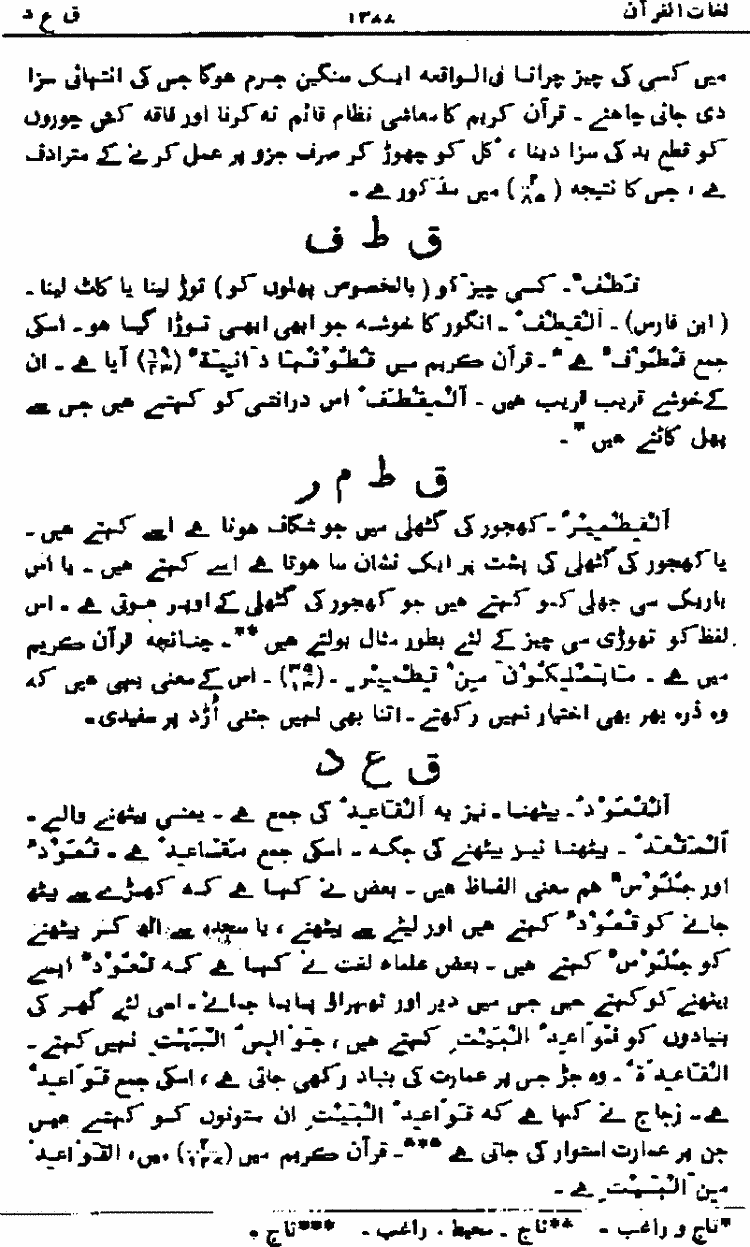 لغات القرآن ۱۳۸۸ ق ع د
میں کسی کی چیز چرانا فی الواقعہ ایک سنگین جرم ہوگا جس کی انتہائی سزا
دی جانی چاہئے ۔ قرآن کریم کا معاشی نظام قائم نہ کرنا اور فاقہ کش چوروں
کو قطع ید کی سزا دینا ، کُل کو چھوڑ کر صرف جزو پر عمل کرنے کے مترادف
ہے ، جس کا نتیجہ (۲/۸۵) میں مذکور ہے ۔
ق ط ف
قَطْفٌ ۔ کسی چیز کو ( بالخصوص پھلوں کو ) توڑ لینا یا کاٹ لینا ۔
( ابن فارس ) ۔ اَلْقِطْفُ ۔ انگور کا خوشہ جو ابھی ابھی توڑا گیا ہو ۔ اسکی
جمع قُطُوْفٌ ہے * ۔ قرآن کریم میں قُطُوْفُهَا دَانِيَةٌ (۶۹/۲۳) آیا ہے ۔ ان
کے خوشے قریب قریب ہیں ۔ اَلْمِقْطَفُ اس درانتی کو کہتے ہیں جس سے
پھل کاٹتے ہیں * ۔
ق ط م ر
اَلْقِطْمِيْرُ ۔ کھجور کی گٹھلی میں جو شگاف ہوتا ہے اسے کہتے ہیں ۔
یا کھجور کی گٹھلی کی پشت پر ایک نشان سا ہوتا ہے اسے کہتے ہیں ۔ یا اس
باریک سی جھلی کو کہتے ہیں جو کھجور کی گٹھلی کے اوپر ہوتی ہے ۔ اس
لفظ کو تھوڑی سی چیز کے لئے بطور مثال بولتے ہیں ** ۔ چنانچہ قرآن کریم
میں ہے ۔ مَا يَمْلِكُوْنَ مِنْ قِطْمِيْرٍ ۔ (۳۵/۱۳) ۔ اس کے معنی یہی ہیں کہ
وہ ذرہ بھر بھی اختیار نہیں رکھتے ۔ اتنا بھی نہیں جتنی اُڑد پر سفیدی ۔
ق ع د
اَلْقُعُوْدُ ۔ بیٹھنا ۔ نیز یہ اَلْقَاعِدُ کی جمع ہے ۔ یعنی بیٹھنے والے ۔
اَلْمَقْعَدُ ۔ بیٹھنا نیز بیٹھنے کی جگہ ۔ اسکی جمع مَقَاعِدُ ہے ۔ قُعُوْدٌ
اور جُلُوْسٌ ہم معنی الفاظ ہیں ۔ بعض نے کہا ہے کہ کھڑے سے بیٹھ
جانے کو قُعُوْدٌ کہتے ہیں اور لیٹے سے بیٹھنے ، یا سجدہ سے اٹھ کر بیٹھنے
کو جُلُوْسٌ کہتے ہیں ۔ بعض علماء لغت نے کہا ہے کہ قُعُوْدٌ ایسے
بیٹھنے کو کہتے ہیں جس میں دیر اور ٹھہراؤ پایا جائے ۔ اسی لئے گھر کی
بنیادوں کو قَوَاعِدُ الْبَيْتِ کہتے ہیں ، جَوَالِسُ الْبَيْتِ نہیں کہتے ۔
اَلْقَاعِدَةُ ۔ وہ جڑ جس پر عمارت کی بنیاد رکھی جاتی ہے ، اسکی جمع قَوَاعِدُ
ہے ۔ زجاج نے کہا ہے کہ قَوَاعِدُ الْبَيْتِ ان ستونوں کو کہتے ہیں
جن پر عمارت استوار کی جاتی ہے *** ۔ قرآن کریم میں (۲/۱۲۷) میں، اَلْقَوَاعِدَ
مِنَ الْبَيْتِ ہے ۔
*تاج و راغب ۔ **تاج ۔ محیط ۔ راغب ۔ ***تاج ۔